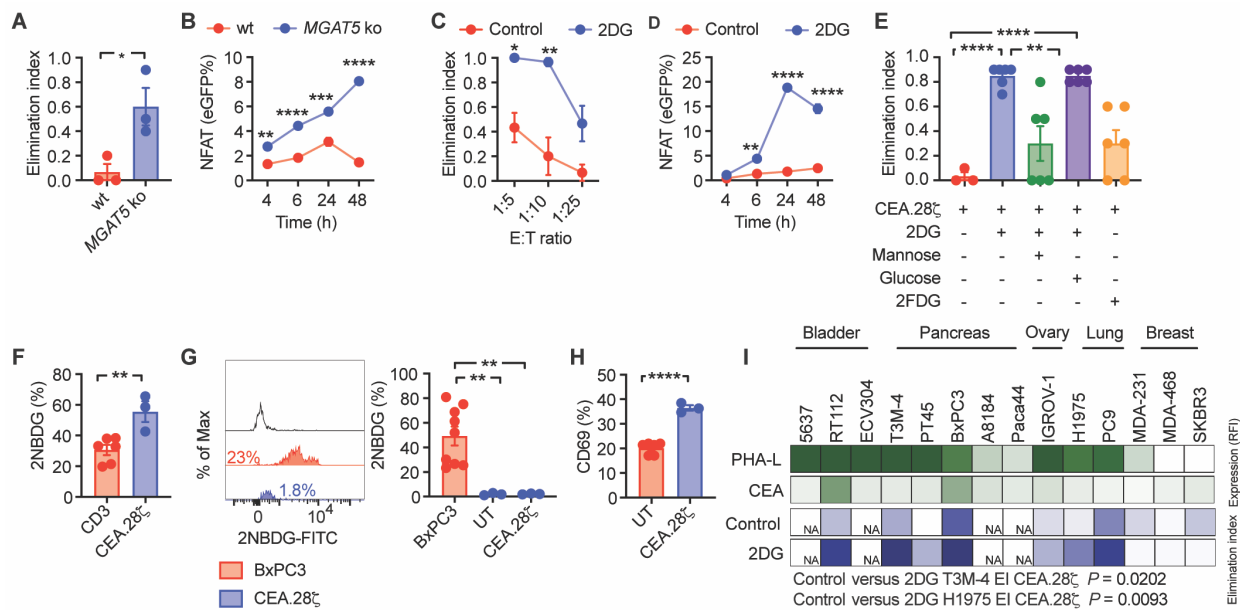 A
Elimination index
1.0
0.8
0.6
0.4
0.2
0.0
*
wt
MGAT5 ko
B
wt
MGAT5 ko
NFAT (eGFP%)
10
8
6
4
2
0
**
****
***
****
4
6
24
48
Time (h)
C
Control
2DG
Elimination index
1.0
0.8
0.6
0.4
0.2
0.0
*
**
1:5
1:10
1:25
E:T ratio
D
Control
2DG
NFAT (eGFP%)
25
20
15
10
5
0
**
****
****
4
6
24
48
Time (h)
E
Elimination index
1.0
0.8
0.6
0.4
0.2
0.0
****
****
**
CEA.28ζ + + + + +
2DG - + + + -
Mannose - - + - -
Glucose - - - + -
2FDG - - - - +
F
2NBDG (%)
80
60
40
20
0
**
CD3
CEA.28ζ
G
% of Max
23%
1.8%
0
10⁴
2NBDG-FITC
2NBDG (%)
100
80
60
40
20
0
**
**
BxPC3
UT
CEA.28ζ
BxPC3
CEA.28ζ
H
CD69 (%)
60
40
20
0
****
UT
CEA.28ζ
I
Bladder
Pancreas
Ovary
Lung
Breast
5637
RT112
ECV304
T3M-4
PT45
BxPC3
A8184
Paca44
IGROV-1
H1975
PC9
MDA-231
MDA-468
SKBR3
PHA-L
CEA
Control
NA NA NA NA
2DG
NA NA NA NA
Expression (RFI)
Elimination index
Control versus 2DG T3M-4 EI CEA.28ζ P = 0.0202
Control versus 2DG H1975 EI CEA.28ζ P = 0.0093